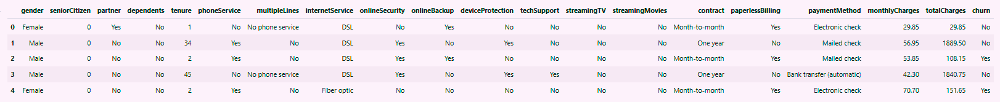 gender seniorCitizen partner dependents tenure phoneService multipleLines internetService onlineSecurity onlineBackup deviceProtection techSupport streamingTV streamingMovies contract paperlessBilling paymentMethod monthlyCharges totalCharges churn
0 Female 0 Yes No 1 No No phone service DSL No Yes No No No No Month-to-month Yes Electronic check 29.85 29.85 No
1 Male 0 No No 34 Yes No DSL Yes No Yes No No No One year No Mailed check 56.95 1889.50 No
2 Male 0 No No 2 Yes No DSL Yes Yes No No No No Month-to-month Yes Mailed check 53.85 108.15 Yes
3 Male 0 No No 45 No No phone service DSL Yes No Yes Yes No No One year No Bank transfer (automatic) 42.30 1840.75 No
4 Female 0 No No 2 Yes No Fiber optic No No No No No No Month-to-month Yes Electronic check 70.70 151.65 Yes